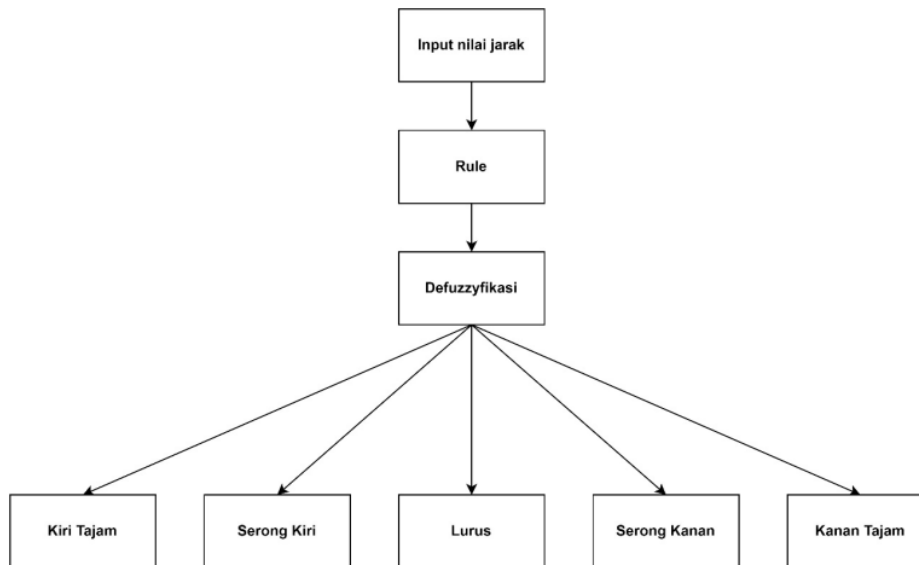 Input nilai jarak
Rule
Defuzzyfikasi
Kiri Tajam
Serong Kiri
Lurus
Serong Kanan
Kanan Tajam